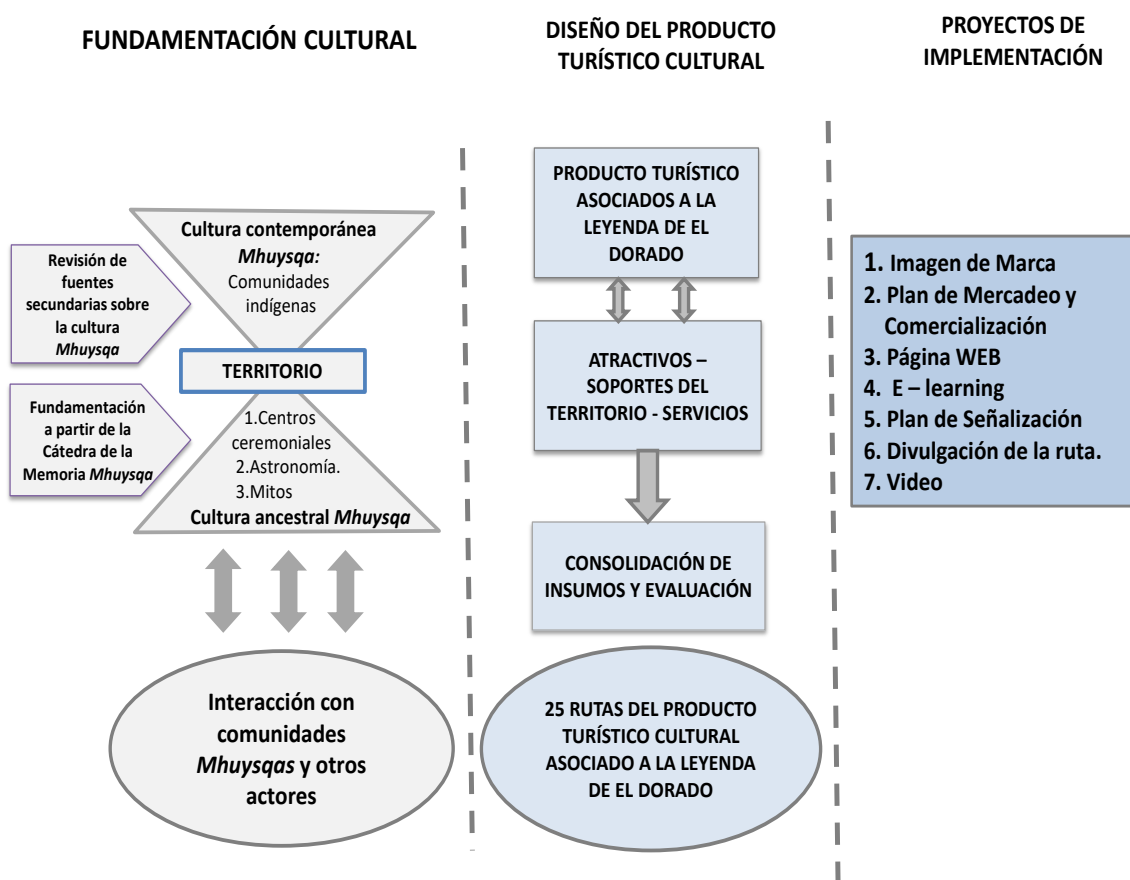 FUNDAMENTACIÓN CULTURAL
Revisión de
fuentes
secundarias sobre
la cultura
Mhuysqa
Fundamentación
a partir de la
Cátedra de la
Memoria Mhuysqa
Cultura contemporánea
Mhuysqa:
Comunidades
indígenas
TERRITORIO
1.Centros
ceremoniales
2.Astronomía.
3.Mitos
Cultura ancestral Mhuysqa
Interacción con
comunidades
Mhuysqas y otros
actores
DISEÑO DEL PRODUCTO
TURÍSTICO CULTURAL
PRODUCTO TURÍSTICO
ASOCIADOS A LA
LEYENDA DE EL
DORADO
ATRACTIVOS –
SOPORTES DEL
TERRITORIO - SERVICIOS
CONSOLIDACIÓN DE
INSUMOS Y EVALUACIÓN
25 RUTAS DEL PRODUCTO
TURÍSTICO CULTURAL
ASOCIADO A LA LEYENDA
DE EL DORADO
PROYECTOS DE
IMPLEMENTACIÓN
1. Imagen de Marca
2. Plan de Mercadeo y
Comercialización
3. Página WEB
4. E – learning
5. Plan de Señalización
6. Divulgación de la ruta.
7. Video